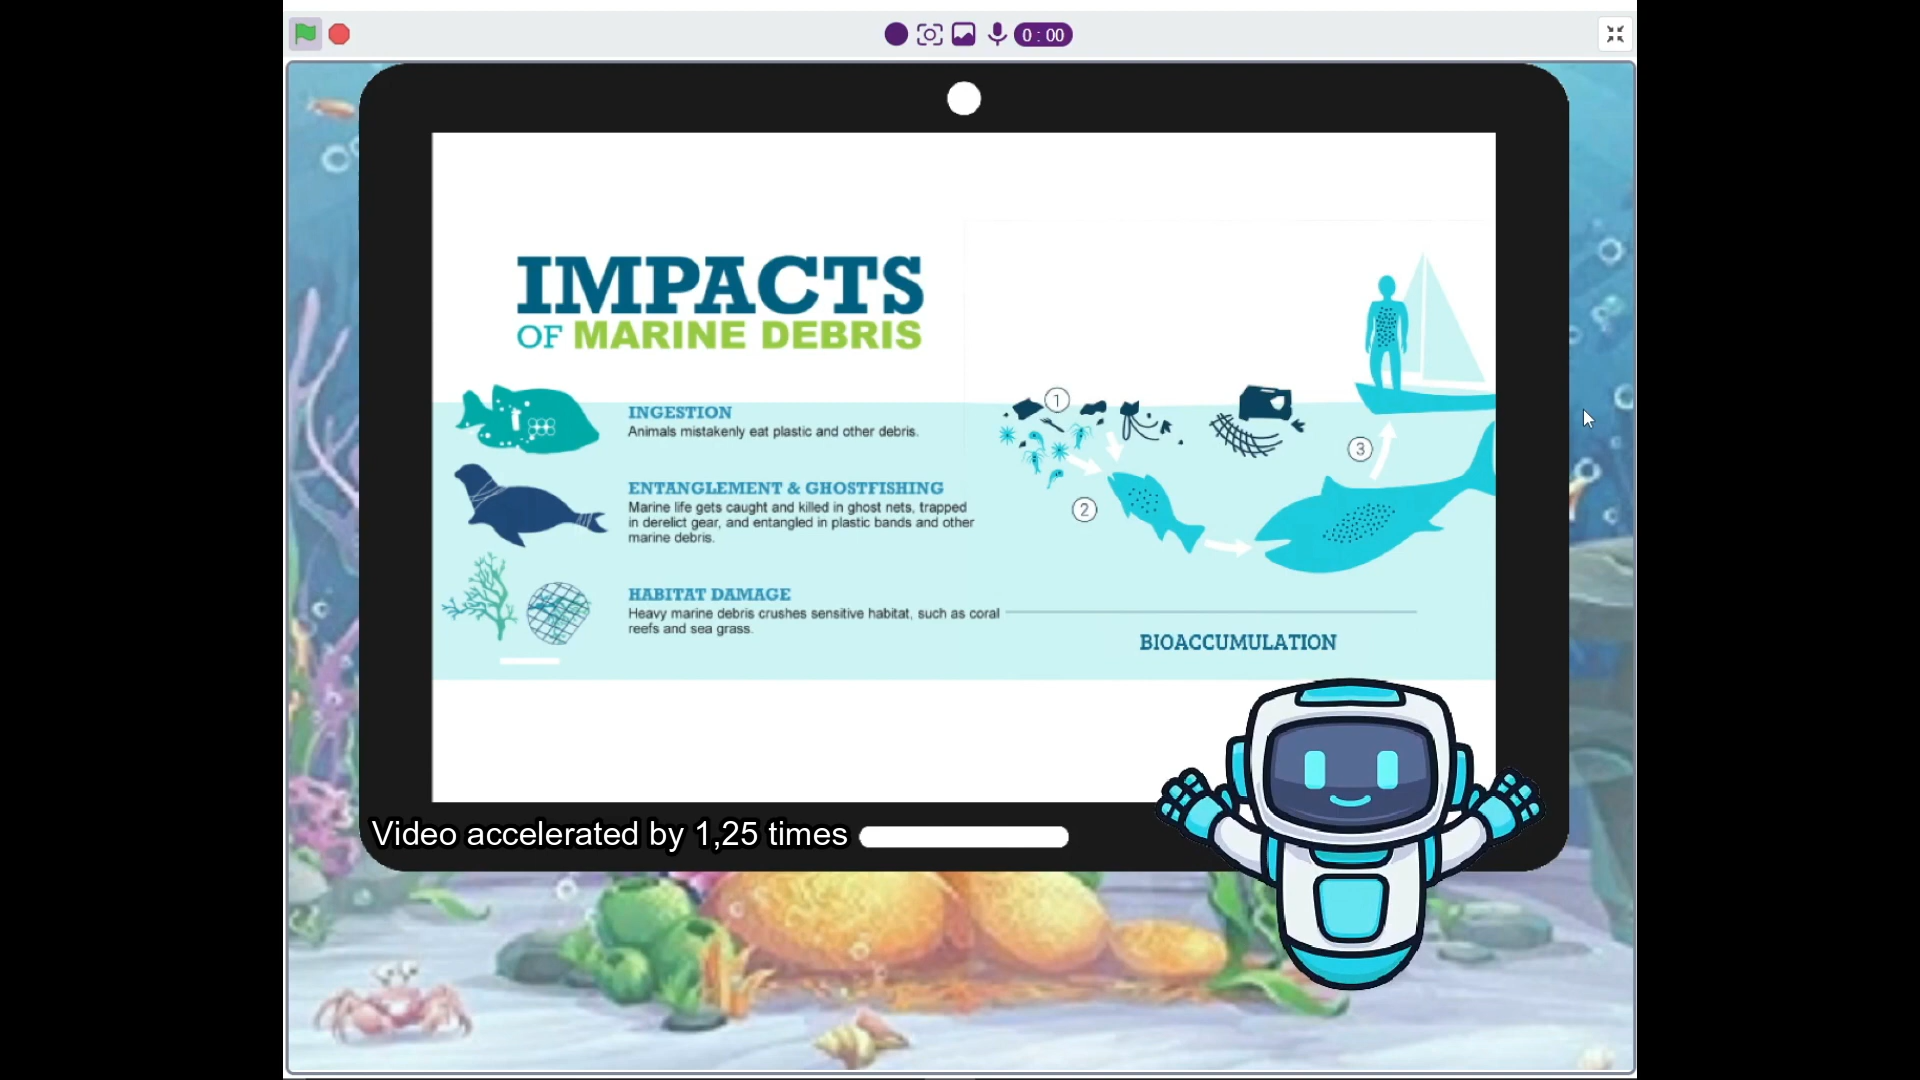 0 : 00
IMPACTS
OF MARINE DEBRIS
INGESTION
Animals mistakenly eat plastic and other debris.
ENTANGLEMENT & GHOSTFISHING
Marine life gets caught and killed in ghost nets, trapped
in derelict gear, and entangled in plastic bands and other
marine debris.
HABITAT DAMAGE
Heavy marine debris crushes sensitive habitat, such as coral
reefs and sea grass.
1
2
3
BIOACCUMULATION
Video accelerated by 1,25 times